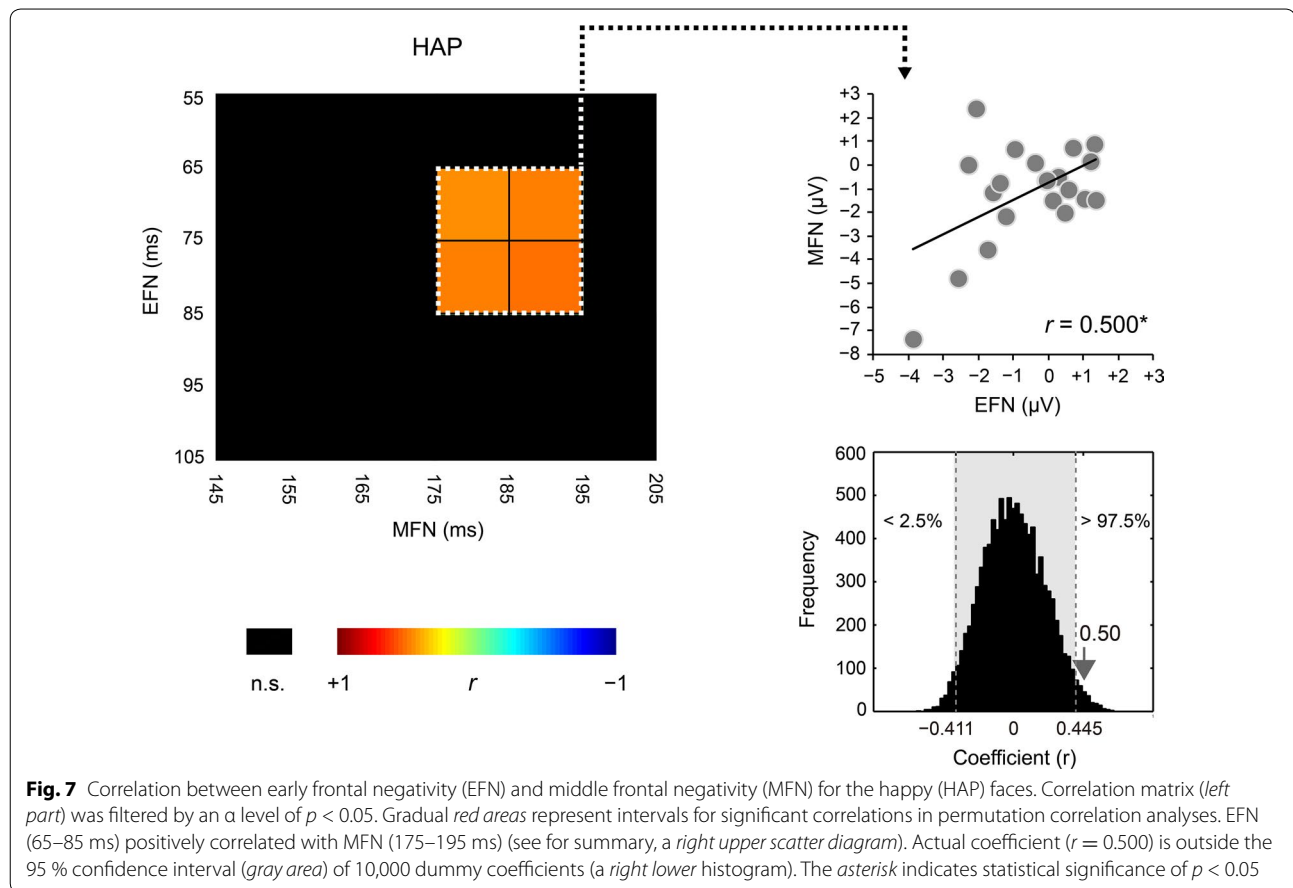 HAP
55
65
75
85
95
105
EFN (ms)
145 155 165 175 185 195 205
MFN (ms)
n.s. +1 r −1
+3
+2
+1
0
−1
−2
−3
−4
−5
−6
−7
−8
MFN (µV)
r = 0.500*
−5 −4 −3 −2 −1 0 +1 +2 +3
EFN (µV)
600
500
400
300
200
100
0
Frequency
< 2.5% > 97.5%
0.50
−0.411 0 0.445
Coefficient (r)
Fig. 7 Correlation between early frontal negativity (EFN) and middle frontal negativity (MFN) for the happy (HAP) faces. Correlation matrix (left
part) was filtered by an α level of p < 0.05. Gradual red areas represent intervals for significant correlations in permutation correlation analyses. EFN
(65–85 ms) positively correlated with MFN (175–195 ms) (see for summary, a right upper scatter diagram). Actual coefficient (r = 0.500) is outside the
95 % confidence interval (gray area) of 10,000 dummy coefficients (a right lower histogram). The asterisk indicates statistical significance of p < 0.05